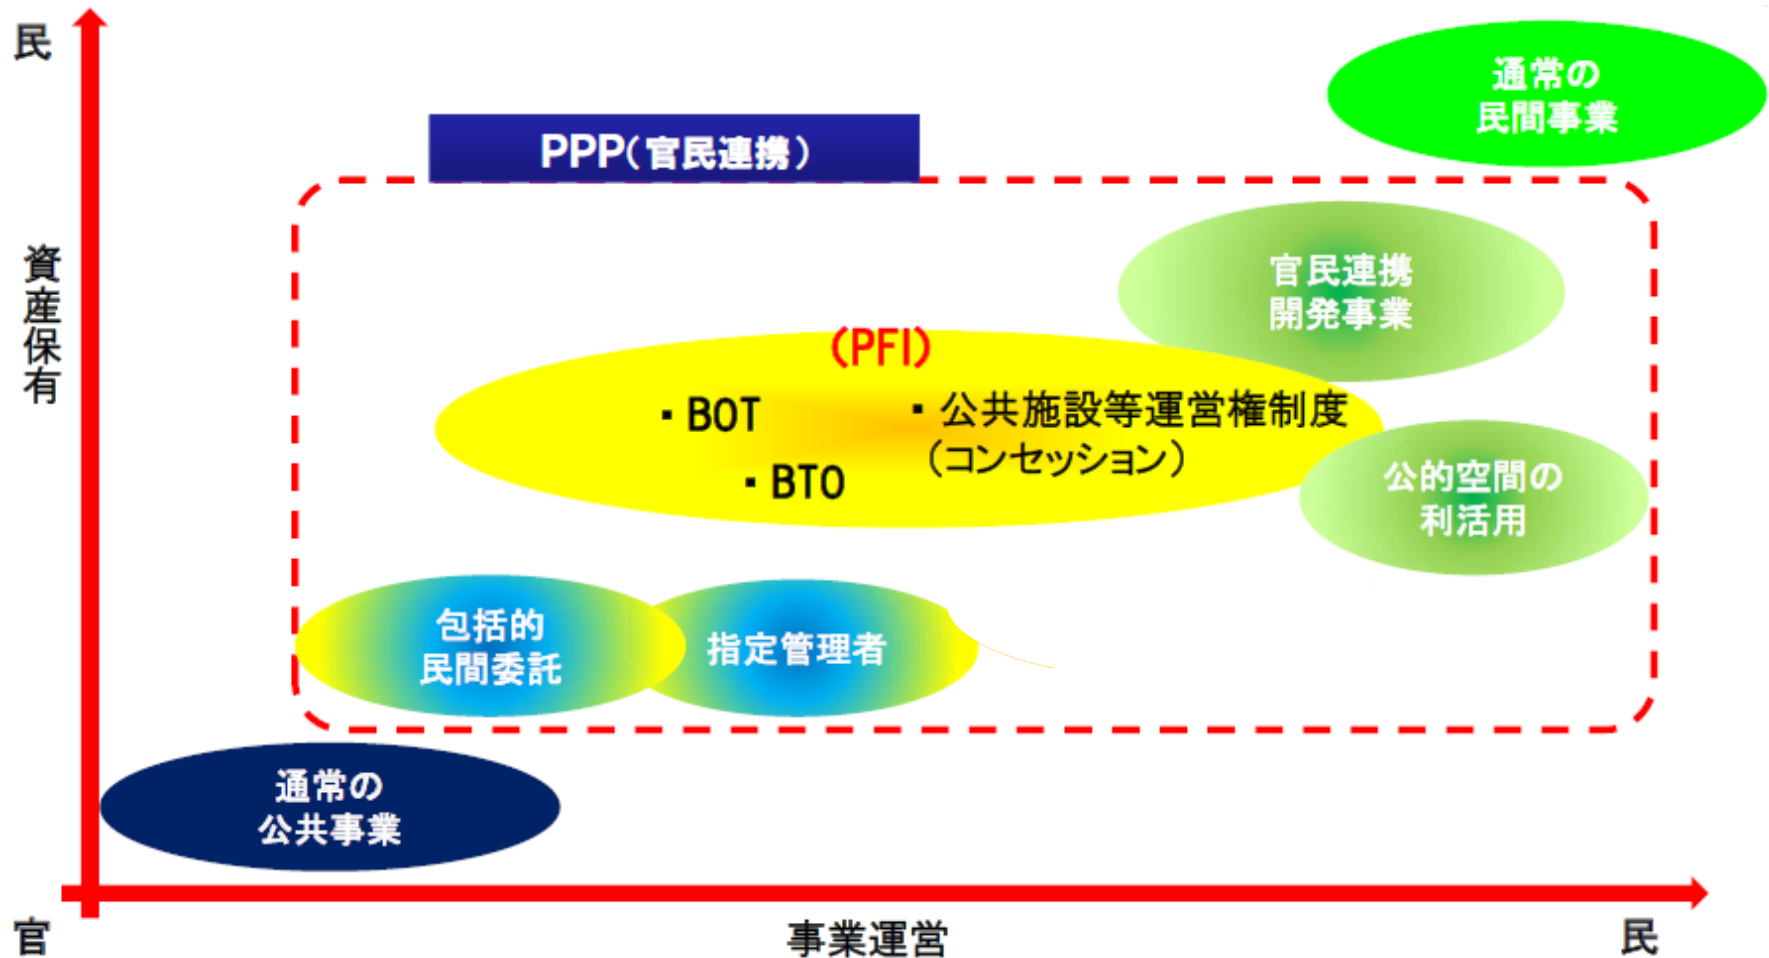 民
通常の
民間事業
PPP(官民連携)
資産保有
官民連携
開発事業
(PFI)
・BOT
・公共施設等運営権制度
(コンセッション)
・BTO
公的空間の
利活用
包括的
民間委託
指定管理者
通常の
公共事業
官
事業運営
民